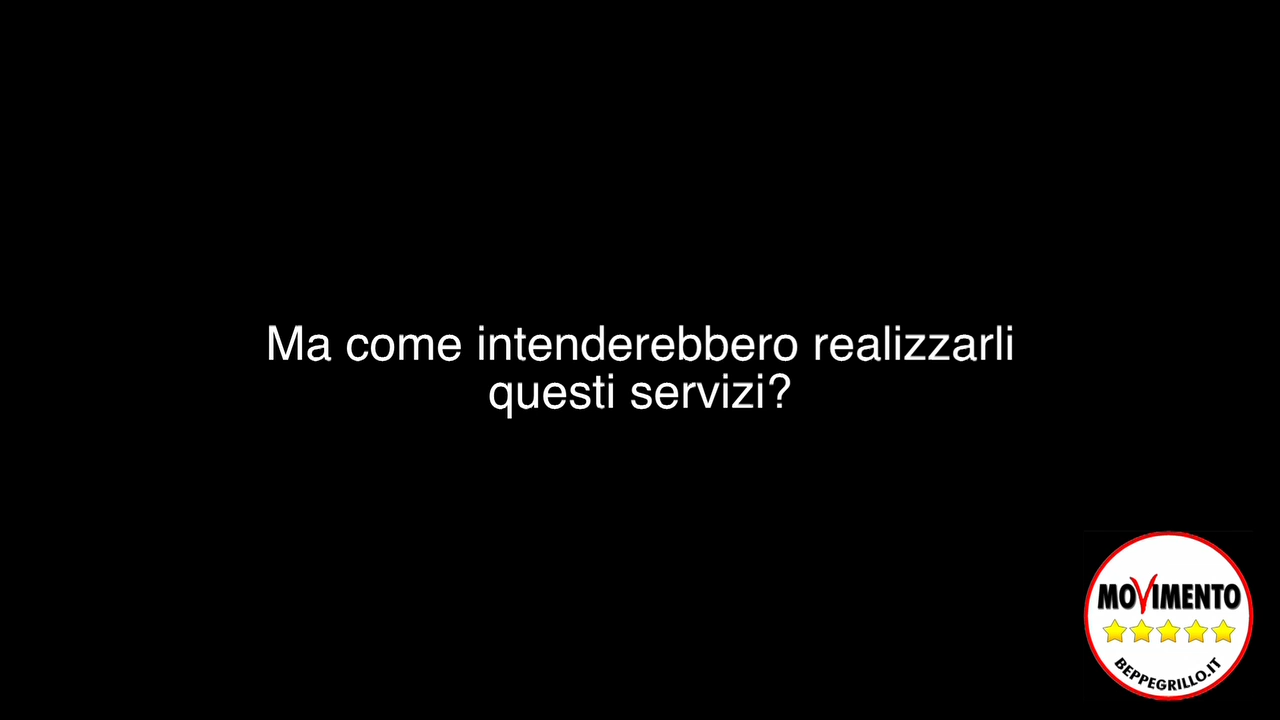 Ma come intenderebbero realizzarli
questi servizi?
MOVIMENTO
BEPPEGRILLO.IT